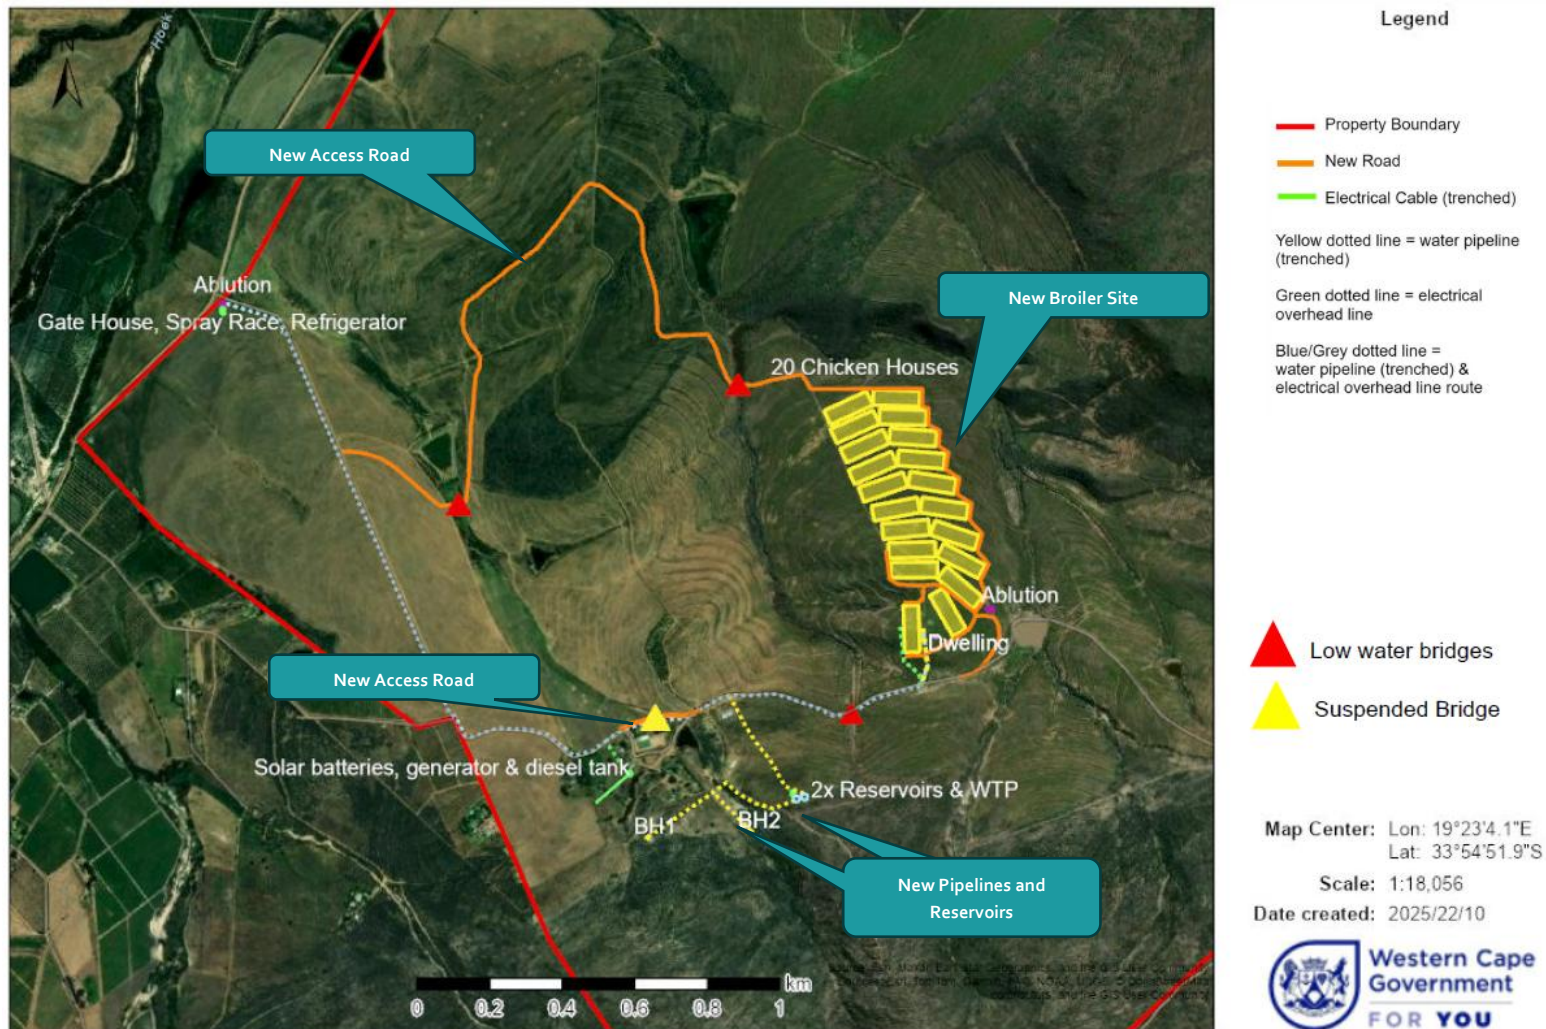 Legend
Hoek
N
New Access Road
Property Boundary
New Road
Electrical Cable (trenched)
Yellow dotted line = water pipeline
(trenched)
Green dotted line = electrical
overhead line
Blue/Grey dotted line =
water pipeline (trenched) &
electrical overhead line route
Ablution
Gate House, Spray Race, Refrigerator
New Broiler Site
20 Chicken Houses
Ablution
Dwelling
New Access Road
Low water bridges
Suspended Bridge
Solar batteries, generator & diesel tank
2x Reservoirs & WTP
BH1
BH2
New Pipelines and
Reservoirs
Map Center: Lon: 19°23'4.1"E
Lat: 33°54'51.9"S
Scale: 1:18,056
Date created: 2025/22/10
km
0 0.2 0.4 0.6 0.8 1
Western Cape
Government
FOR YOU